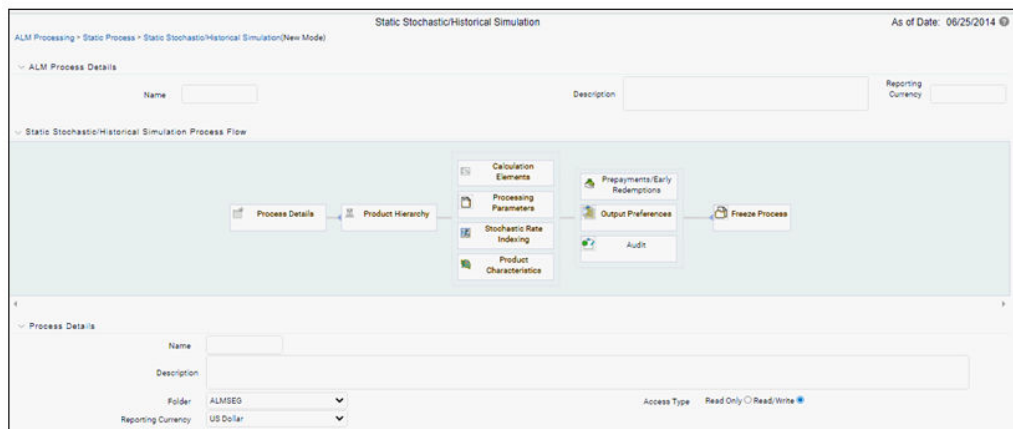 Static Stochastic/Historical Simulation
As of Date: 06/25/2014
ALM Processing > Static Process > Static Stochastic/Historical Simulation(New Mode)
ALM Process Details
Name
Description
Reporting Currency
Static Stochastic/Historical Simulation Process Flow
Process Details
Product Hierarchy
Calculation Elements
Processing Parameters
Stochastic Rate Indexing
Product Characteristics
Prepayments/Early Redemptions
Output Preferences
Audit
Freeze Process
Process Details
Name
Description
Folder ALMSEG
Access Type Read Only Read/Write
Reporting Currency US Dollar